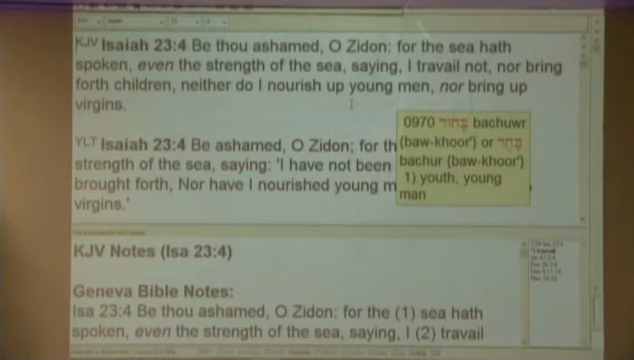 KJV Isaiah 23:4 Be thou ashamed, O Zidon: for the sea hath
spoken, even the strength of the sea, saying, I travail not, nor bring
forth children, neither do I nourish up young men, nor bring up
virgins.
YLT Isaiah 23:4 Be ashamed, O Zidon; for th
strength of the sea, saying: 'I have not been
brought forth, Nor have I nourished young m
virgins.'
0970 בחור bachuwr
(baw-khoor') or בחר
bachur (baw-khoor')
1) youth, young
man
KJV Notes (Isa 23:4)
Geneva Bible Notes:
Isa 23:4 Be thou ashamed, O Zidon: for the (1) sea hath
spoken, even the strength of the sea, saying, I (2) travail